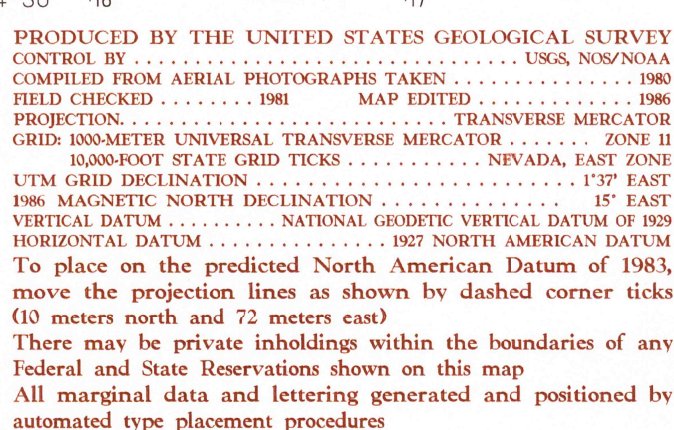 PRODUCED BY THE UNITED STATES GEOLOGICAL SURVEY
CONTROL BY . . . . . . . . . . . . . . . . . . . . . . . . . . . . . . . . . USGS, NOS/NOAA
COMPILED FROM AERIAL PHOTOGRAPHS TAKEN . . . . . . . . . . . . . . 1980
FIELD CHECKED . . . . . . . . 1981 MAP EDITED . . . . . . . . . . . . 1986
PROJECTION. . . . . . . . . . . . . . . . . . . . . . . . . . . . TRANSVERSE MERCATOR
GRID: 1000-METER UNIVERSAL TRANSVERSE MERCATOR . . . . . . . ZONE 11
10,000-FOOT STATE GRID TICKS . . . . . . . . . . . NEVADA, EAST ZONE
UTM GRID DECLINATION . . . . . . . . . . . . . . . . . . . . . . . . . . 1°37' EAST
1986 MAGNETIC NORTH DECLINATION . . . . . . . . . . . . . . 15° EAST
VERTICAL DATUM . . . . . . . . . NATIONAL GEODETIC VERTICAL DATUM OF 1929
HORIZONTAL DATUM . . . . . . . . . . . . . . . 1927 NORTH AMERICAN DATUM
To place on the predicted North American Datum of 1983,
move the projection lines as shown by dashed corner ticks
(10 meters north and 72 meters east)
There may be private inholdings within the boundaries of any
Federal and State Reservations shown on this map
All marginal data and lettering generated and positioned by
automated type placement procedures